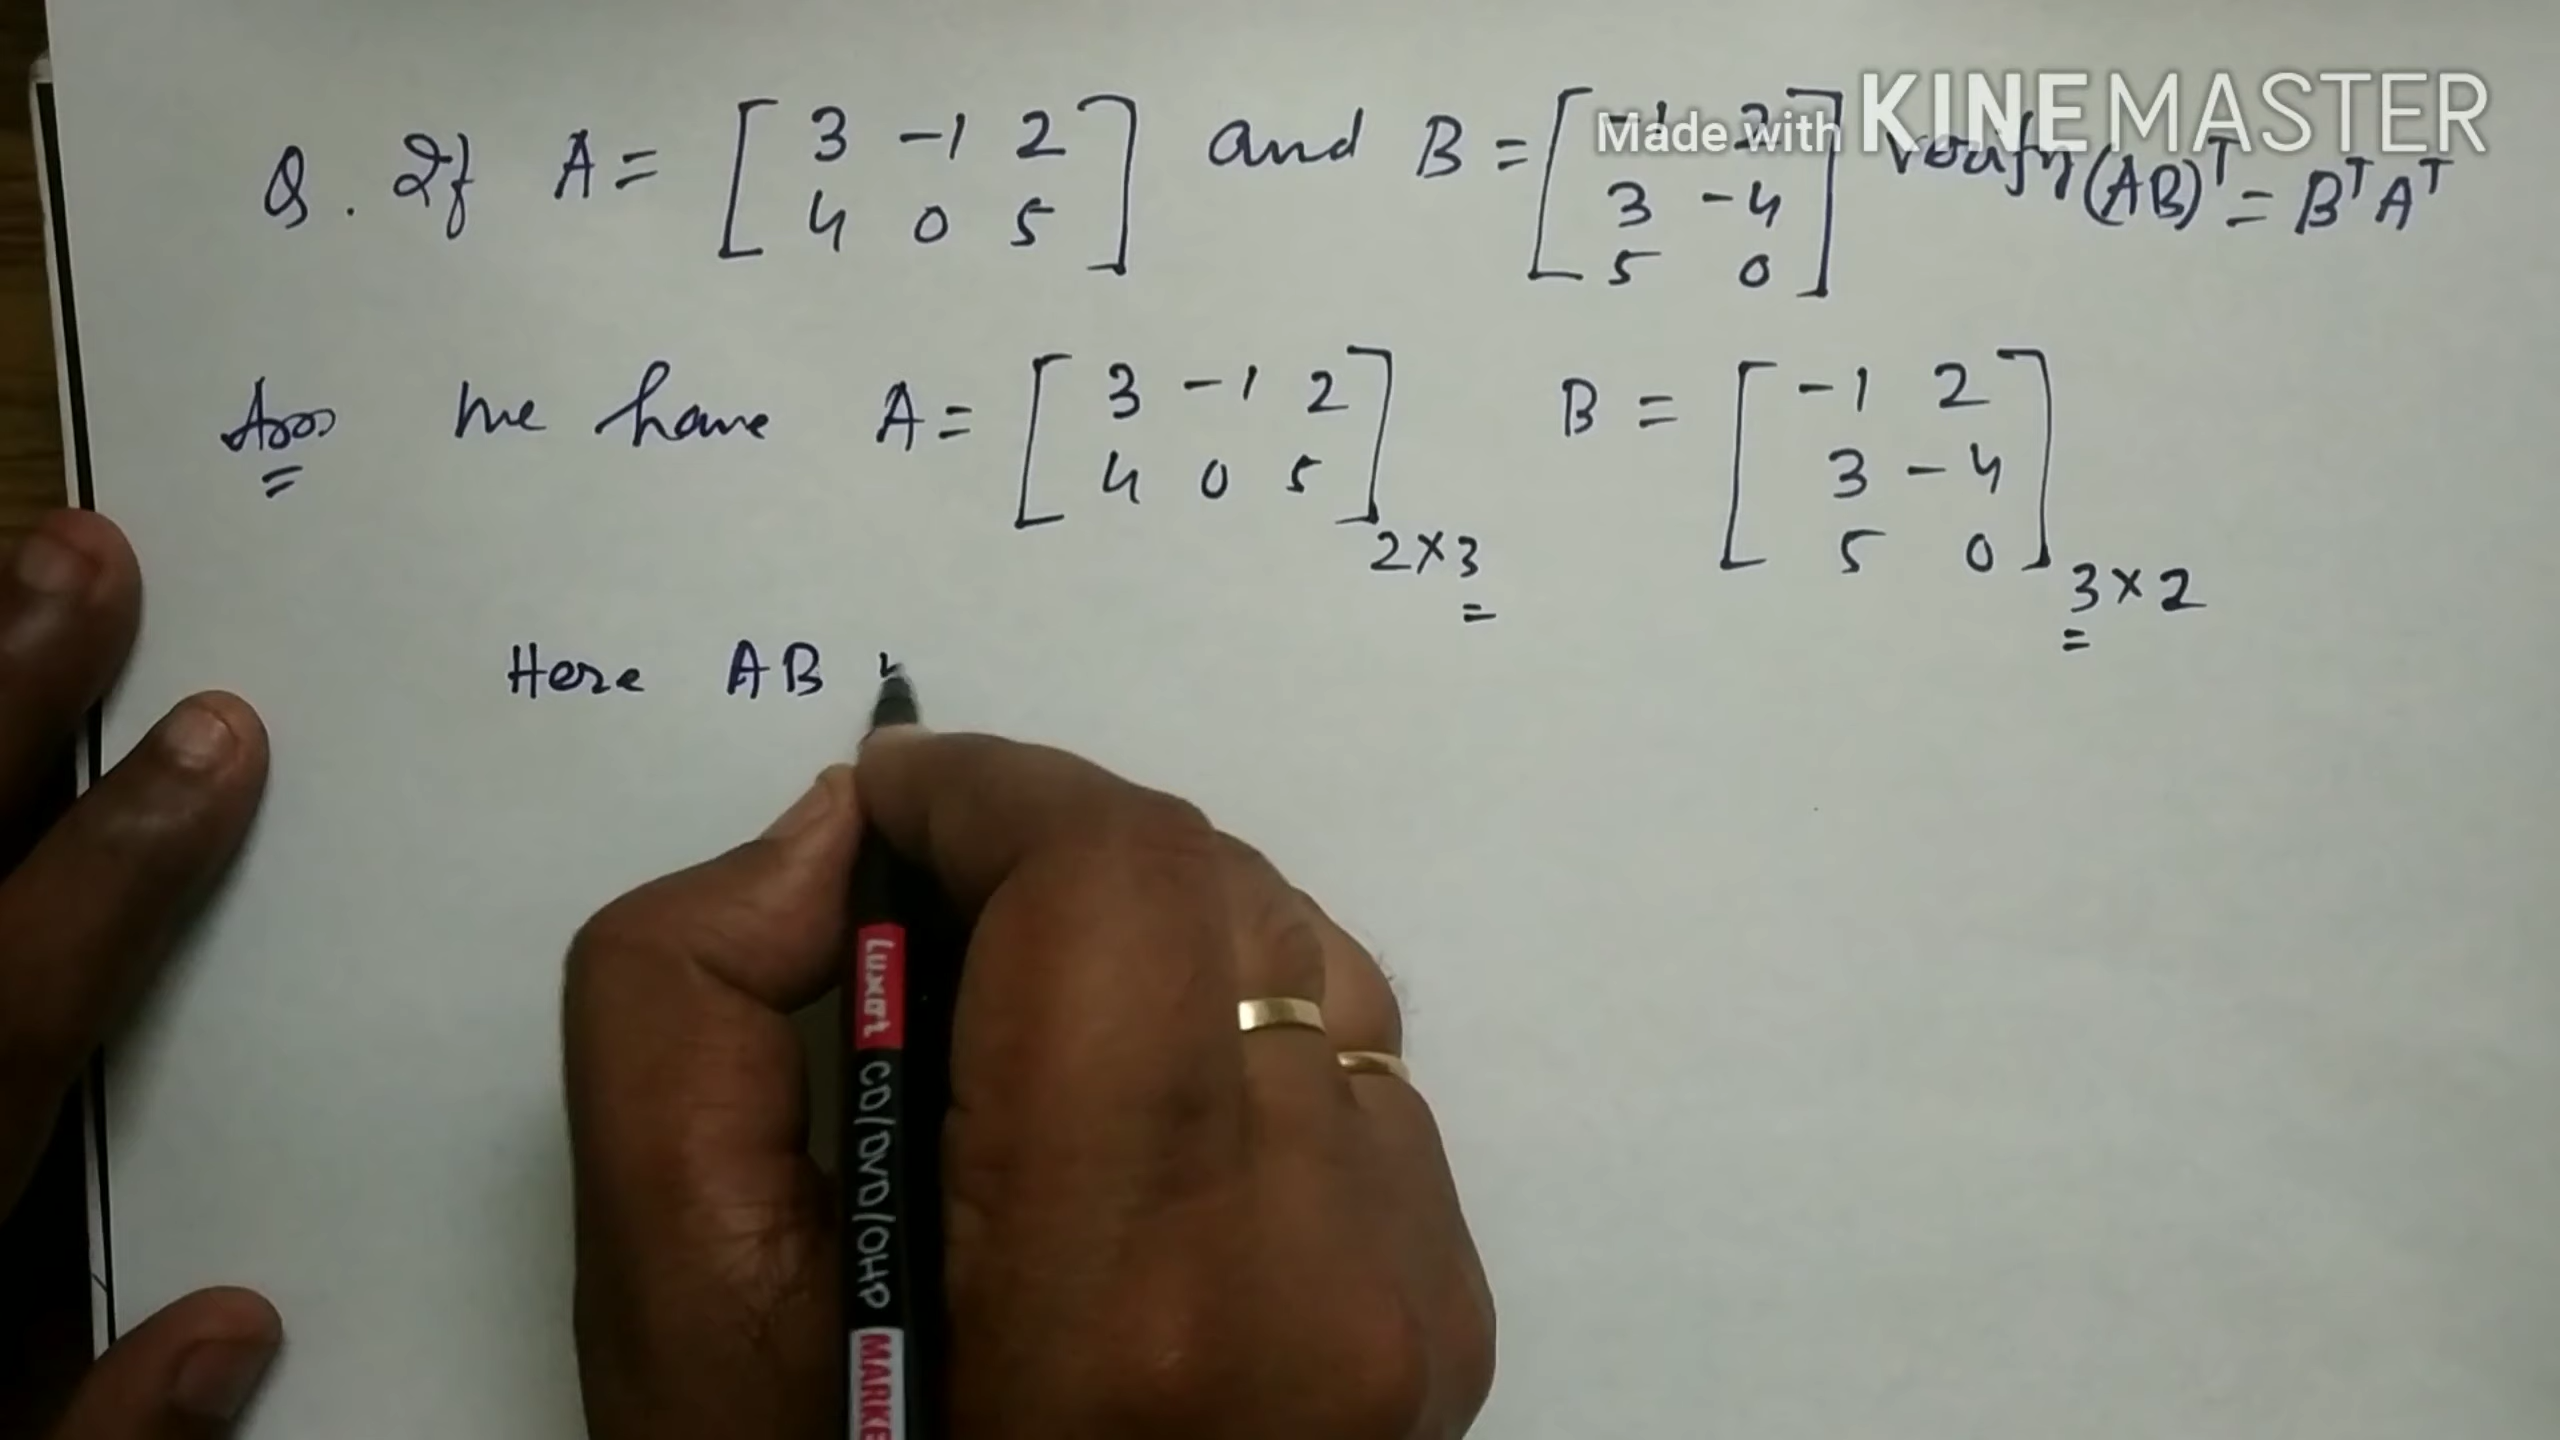 Made with KINEMASTER
Q. If A = [ 3 -1 2 ] and B = [ -1 2 ] verify (AB)ᵀ = BᵀAᵀ
4 0 5 3 -4
5 0
Ans we have A = [ 3 -1 2 ] B = [ -1 2 ]
4 0 5 3 -4
2×3 5 0
3×2
Here AB
Luxor CD/DVD/OHP MARKE